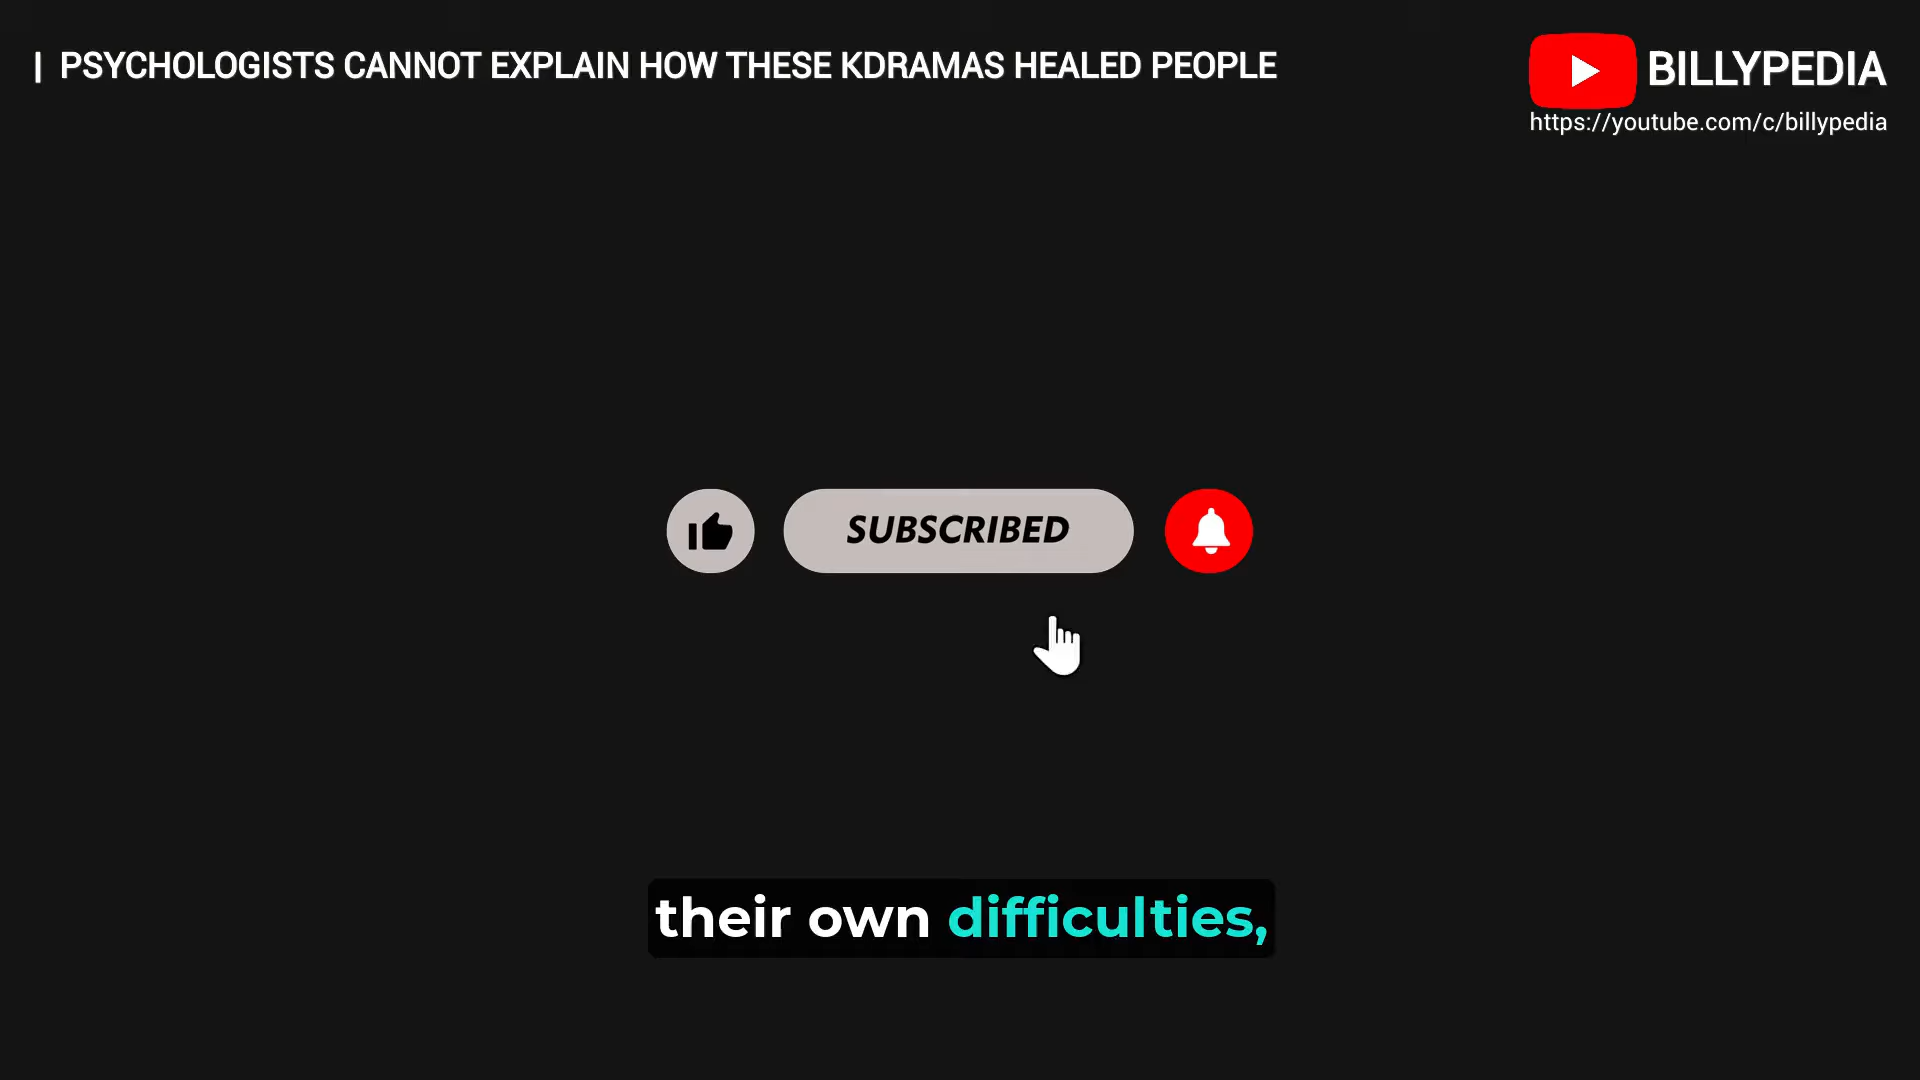 | PSYCHOLOGISTS CANNOT EXPLAIN HOW THESE KDRAMAS HEALED PEOPLE
BILLYPEDIA
https://youtube.com/c/billypedia
SUBSCRIBED
their own difficulties,